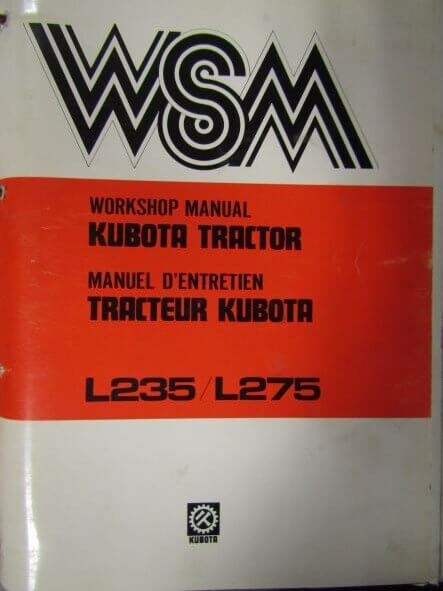 WSM
WORKSHOP MANUAL
KUBOTA TRACTOR
MANUEL D'ENTRETIEN
TRACTEUR KUBOTA
L235/L275
KUBOTA